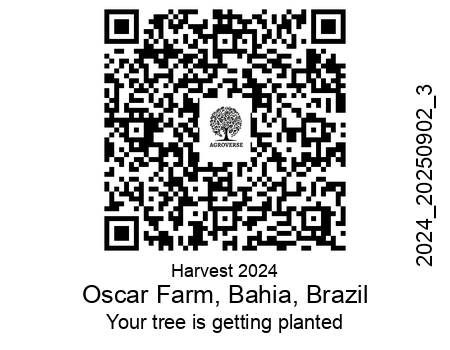 AGROVERSE
Harvest 2024
Oscar Farm, Bahia, Brazil
Your tree is getting planted
2024_20250902_3